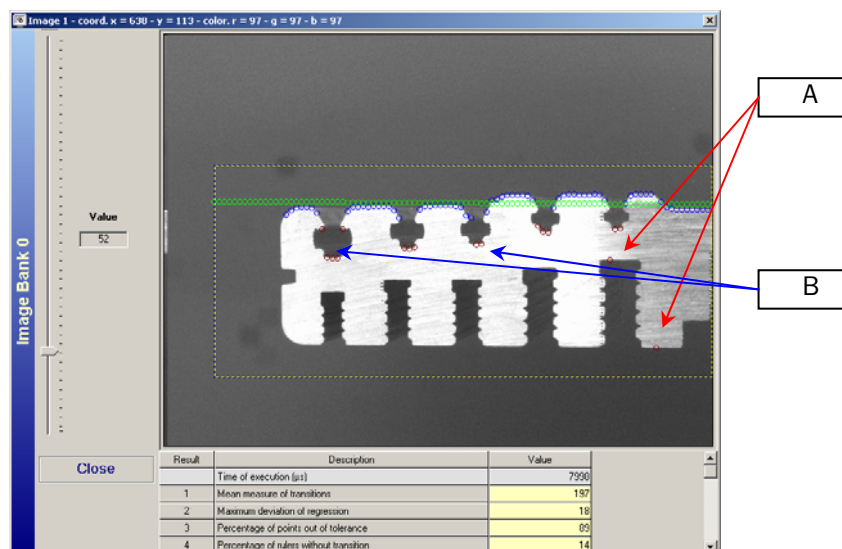 Image 1 - coord. x = 638 - y = 113 - color. r = 97 - g = 97 - b = 97
A
Value
52
B
Image Bank 0
Close
Result Description Value
Time of execution (µs) 7990
1 Mean measure of transitions 197
2 Maximum deviation of regression 18
3 Percentage of points out of tolerance 89
4 Percentage of rulers without transition 14